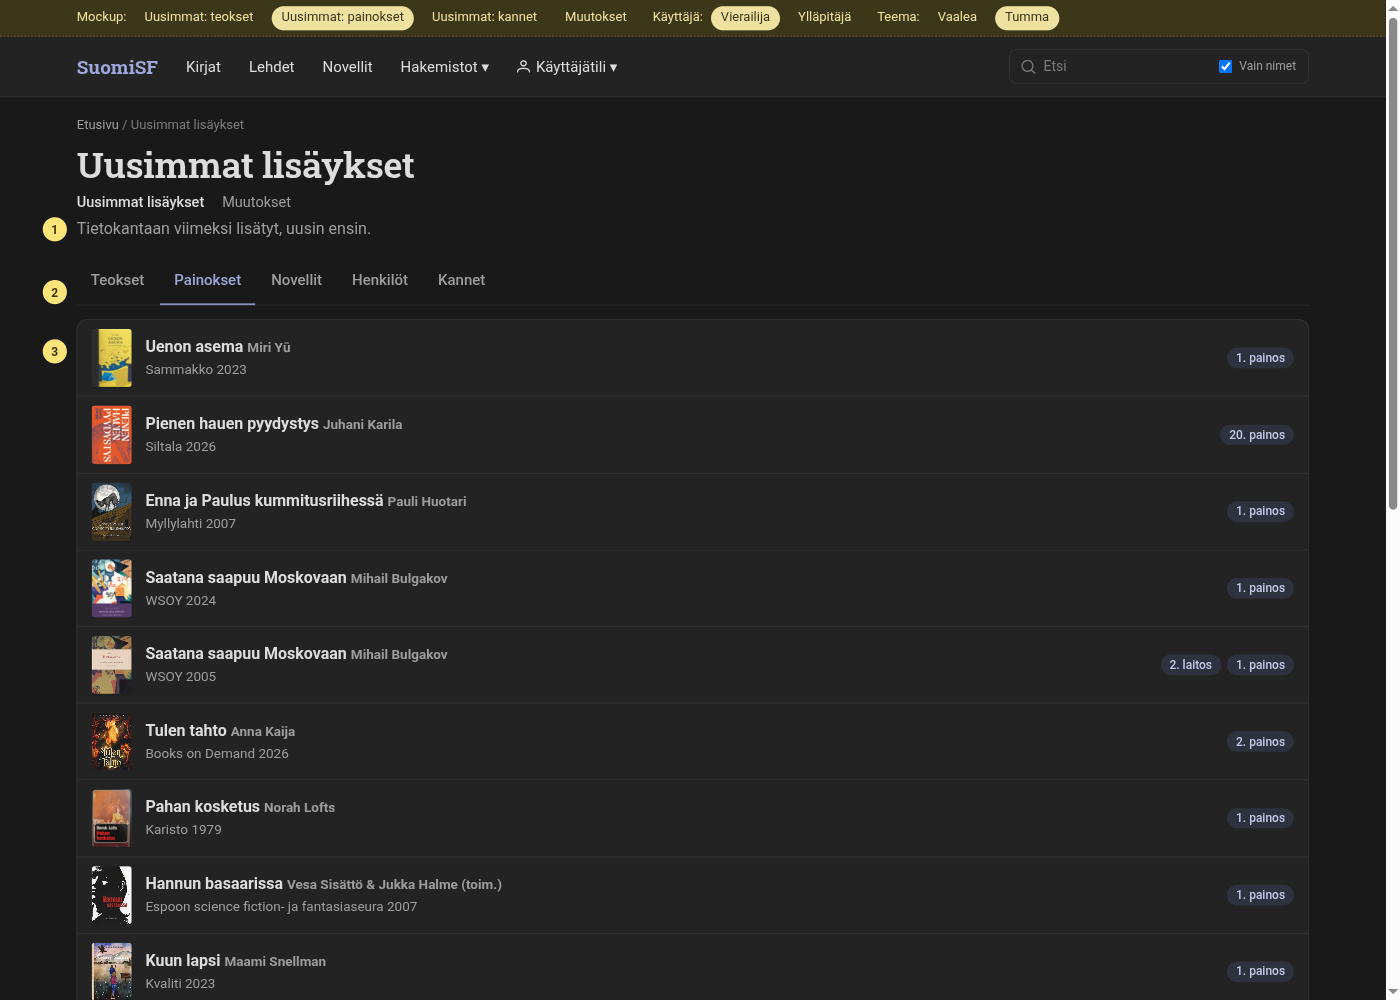 Mockup: Uusimmat: teokset Uusimmat: painokset Uusimmat: kannet Muutokset Käyttäjä: Vierailija Ylläpitäjä Teema: Vaalea Tumma
SuomiSF Kirjat Lehdet Novellit Hakemistot ▾ Käyttäjätili ▾ Etsi Vain nimet
Etusivu / Uusimmat lisäykset
Uusimmat lisäykset
Uusimmat lisäykset Muutokset
1 Tietokantaan viimeksi lisätyt, uusin ensin.
2 Teokset Painokset Novellit Henkilöt Kannet
3 Uenon asema Miri Yü
Sammakko 2023
1. painos
Pienen hauen pyydystys Juhani Karila
Siltala 2026
20. painos
PIENEN HAUEN PYYDYSTYS
Enna ja Paulus kummitusriihessä Pauli Huotari
Myllylahti 2007
1. painos
Saatana saapuu Moskovaan Mihail Bulgakov
WSOY 2024
1. painos
Saatana saapuu Moskovaan Mihail Bulgakov
WSOY 2005
2. laitos 1. painos
Tulen tahto Anna Kaija
Books on Demand 2026
2. painos
Pahan kosketus Norah Lofts
Karisto 1979
1. painos
Hannun basaarissa Vesa Sisättö & Jukka Halme (toim.)
Espoon science fiction- ja fantasiaseura 2007
1. painos
Kuun lapsi Maami Snellman
Kvaliti 2023
1. painos